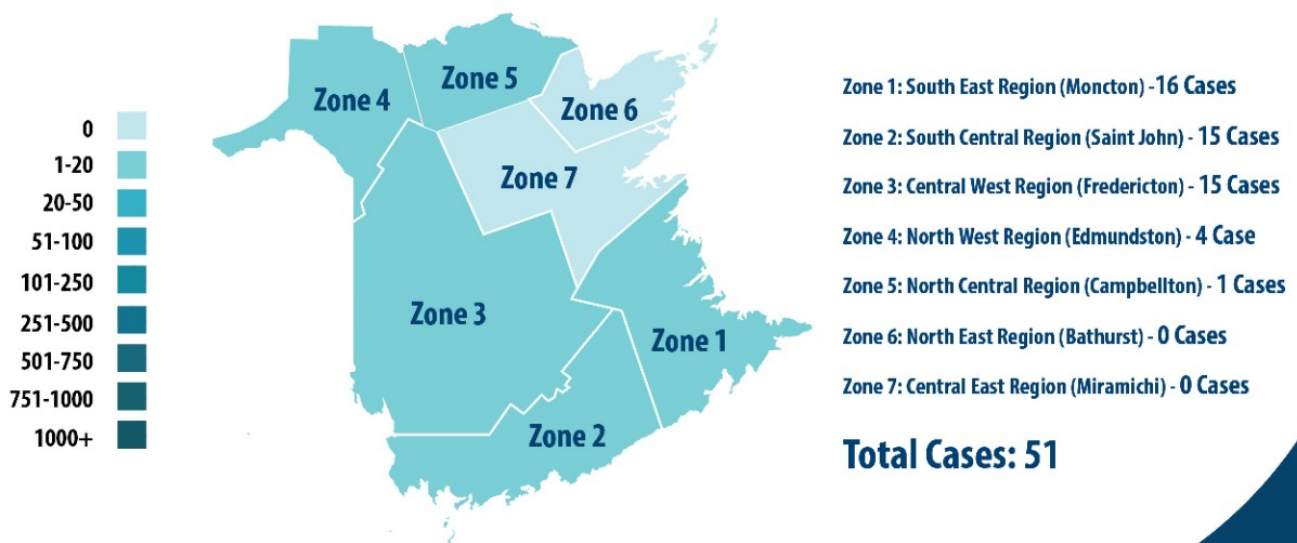 0
1-20
20-50
51-100
101-250
251-500
501-750
751-1000
1000+
Zone 4
Zone 5
Zone 6
Zone 7
Zone 3
Zone 1
Zone 2
Zone 1: South East Region (Moncton) -16 Cases
Zone 2: South Central Region (Saint John) - 15 Cases
Zone 3: Central West Region (Fredericton) - 15 Cases
Zone 4: North West Region (Edmundston) - 4 Case
Zone 5: North Central Region (Campbellton) - 1 Cases
Zone 6: North East Region (Bathurst) - 0 Cases
Zone 7: Central East Region (Miramichi) - 0 Cases
Total Cases: 51